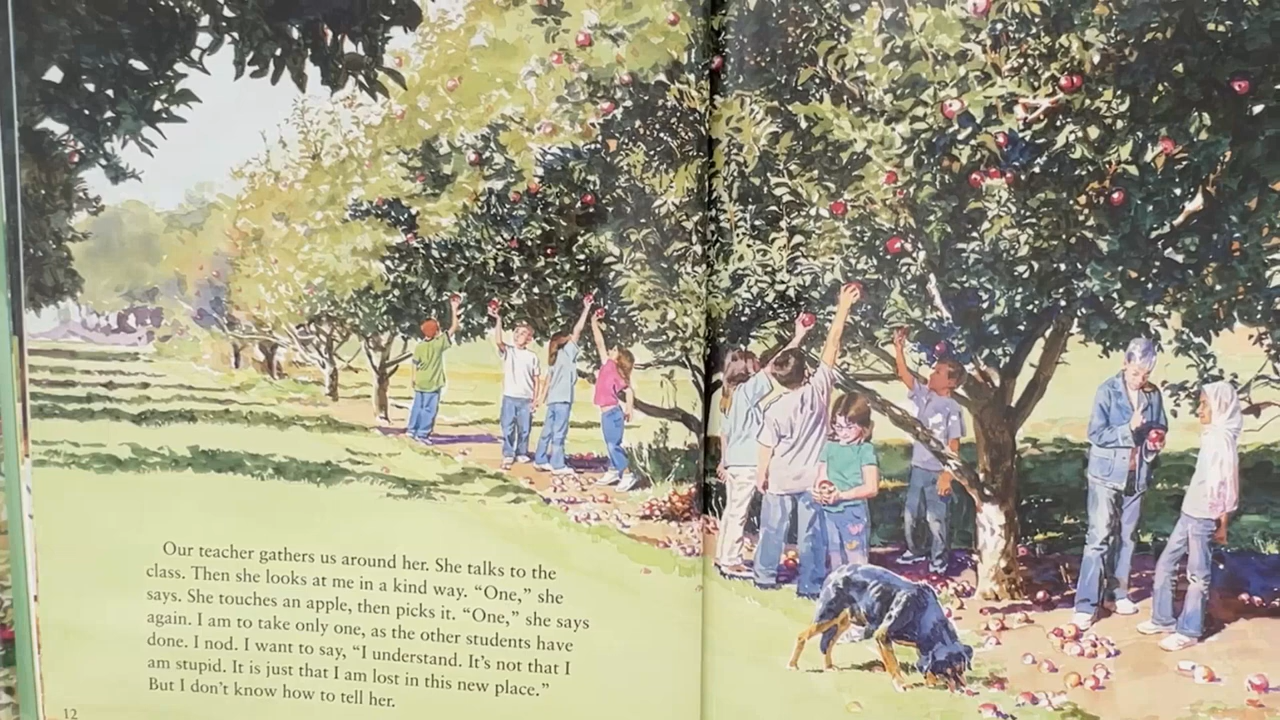 Our teacher gathers us around her. She talks to the
class. Then she looks at me in a kind way. “One,” she
says. She touches an apple, then picks it. “One,” she says
again. I am to take only one, as the other students have
done. I nod. I want to say, “I understand. It’s not that I
am stupid. It is just that I am lost in this new place.”
But I don’t know how to tell her.
12